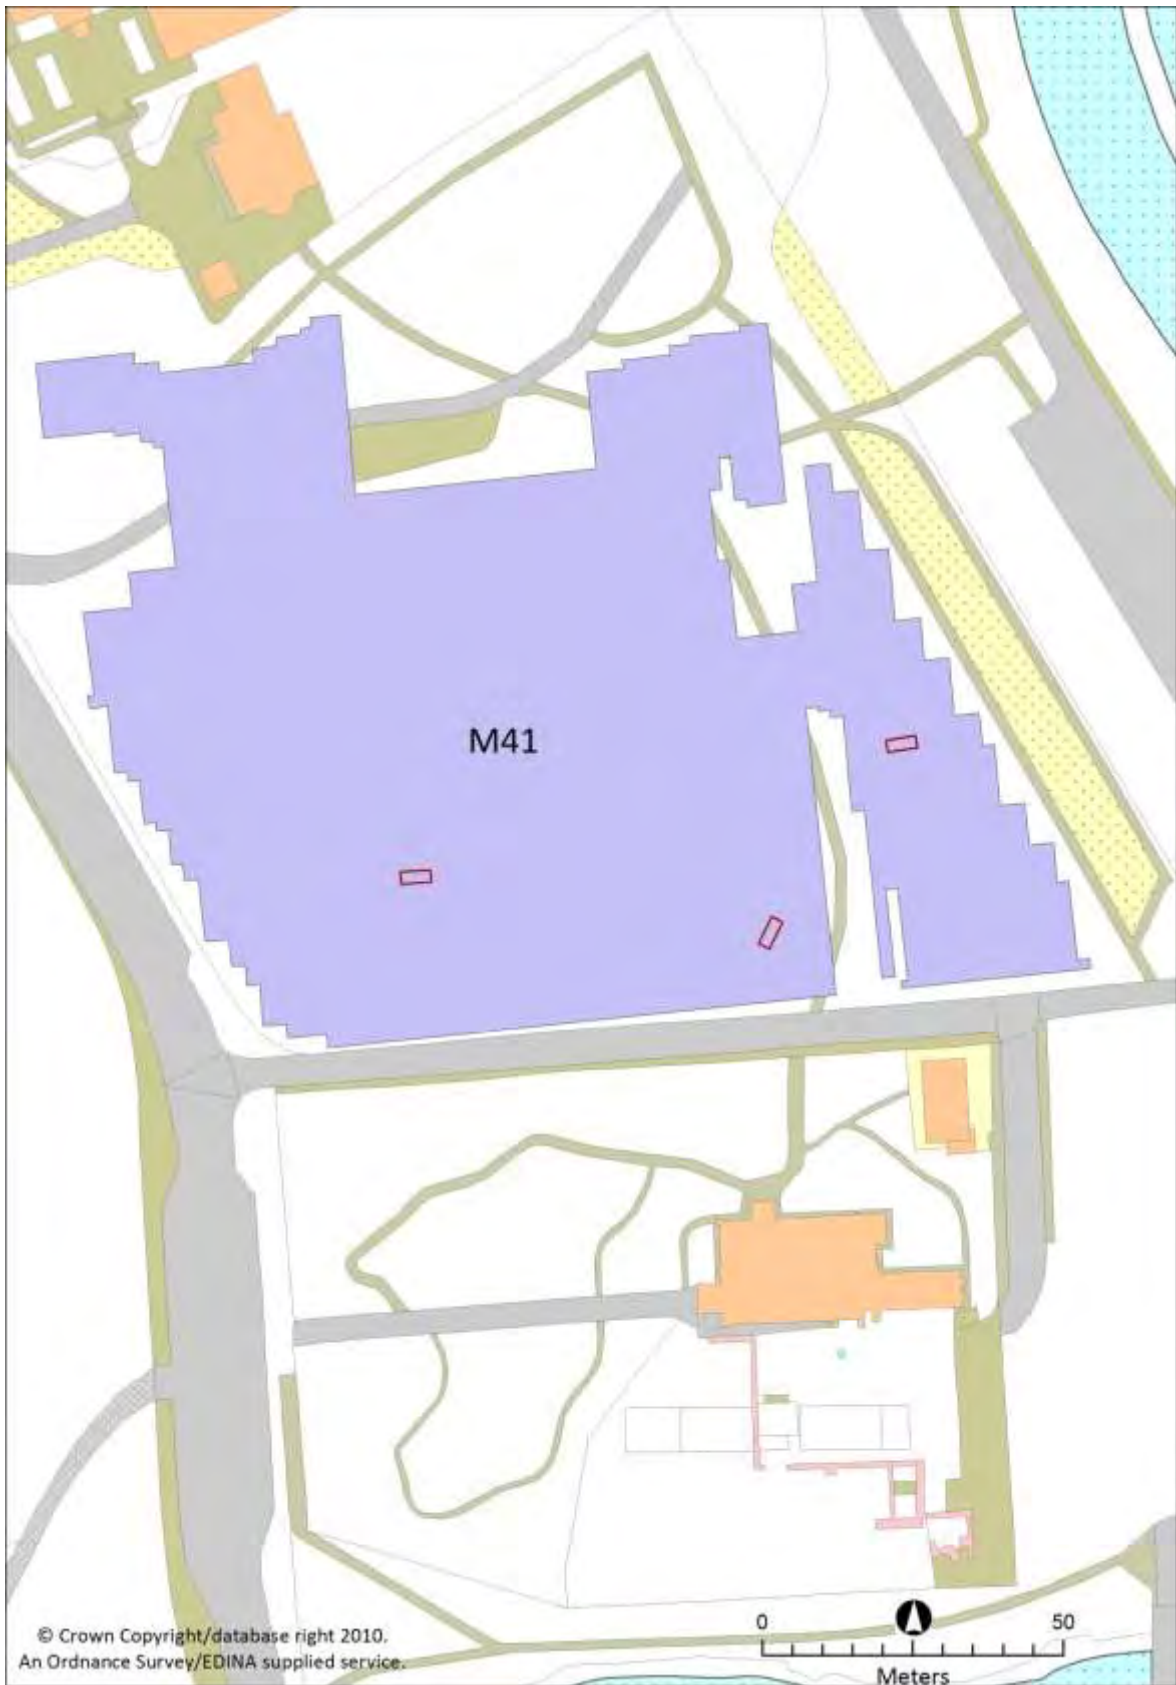 M41
© Crown Copyright/database right 2010.
An Ordnance Survey/EDINA supplied service.
0 50
Meters